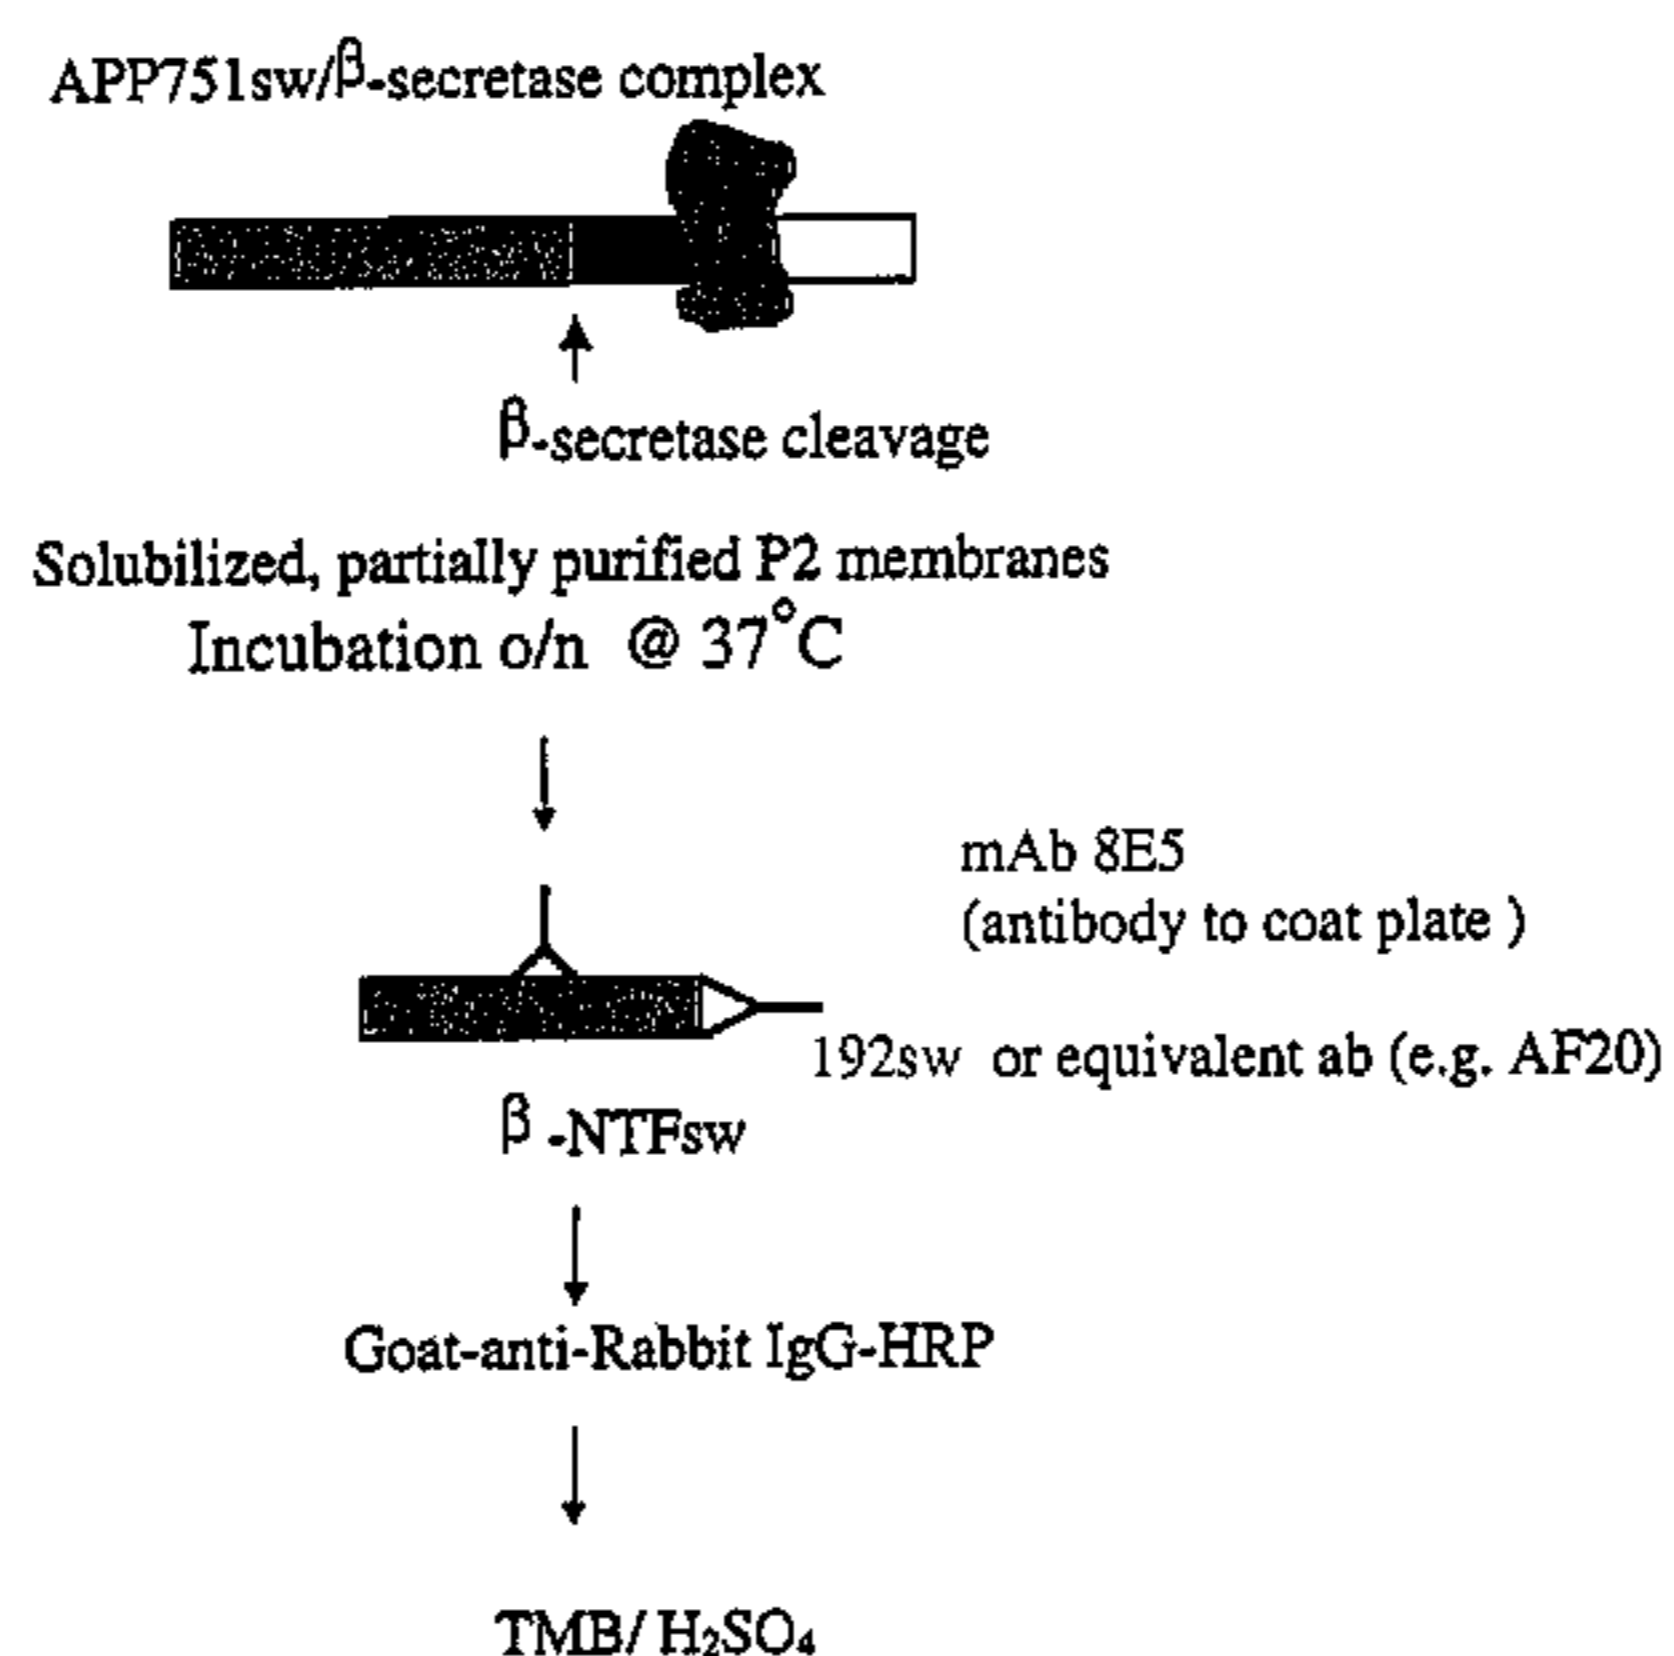 APP751sw/β-secretase complex
β-secretase cleavage
Solubilized, partially purified P2 membranes
Incubation o/n @ 37°C
mAb 8E5
(antibody to coat plate )
192sw or equivalent ab (e.g. AF20)
β -NTFsw
Goat-anti-Rabbit IgG-HRP
TMB/ H₂SO₄